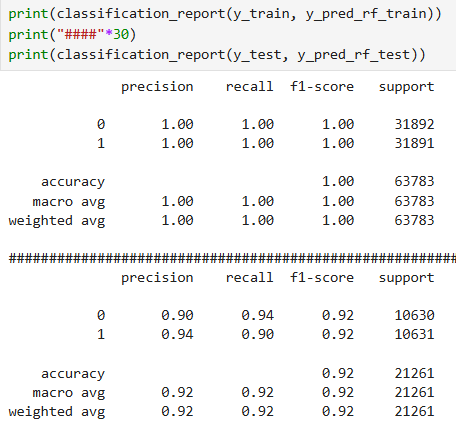 print(classification_report(y_train, y_pred_rf_train))
print("####"*30)
print(classification_report(y_test, y_pred_rf_test))
precision recall f1-score support
0 1.00 1.00 1.00 31892
1 1.00 1.00 1.00 31891
accuracy 1.00 63783
macro avg 1.00 1.00 1.00 63783
weighted avg 1.00 1.00 1.00 63783
########################################################
precision recall f1-score support
0 0.90 0.94 0.92 10630
1 0.94 0.90 0.92 10631
accuracy 0.92 21261
macro avg 0.92 0.92 0.92 21261
weighted avg 0.92 0.92 0.92 21261